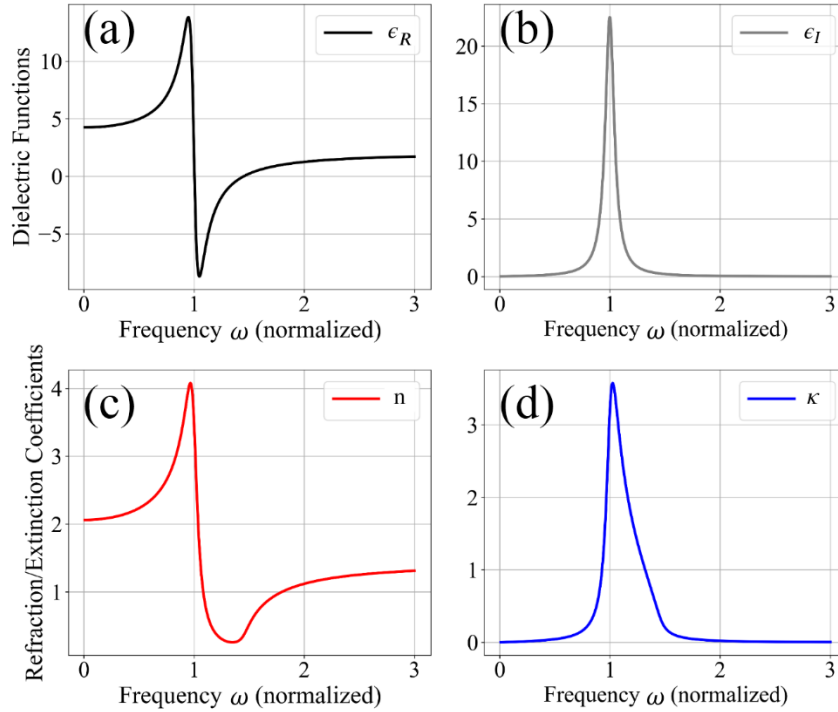 (a)
ϵ_R
Dielectric Functions
10
5
0
−5
0 1 2 3
Frequency ω (normalized)
(b)
ϵ_I
20
15
10
5
0
0 1 2 3
Frequency ω (normalized)
(c)
n
Refraction/Extinction Coefficients
4
3
2
1
0 1 2 3
Frequency ω (normalized)
(d)
κ
3
2
1
0
0 1 2 3
Frequency ω (normalized)